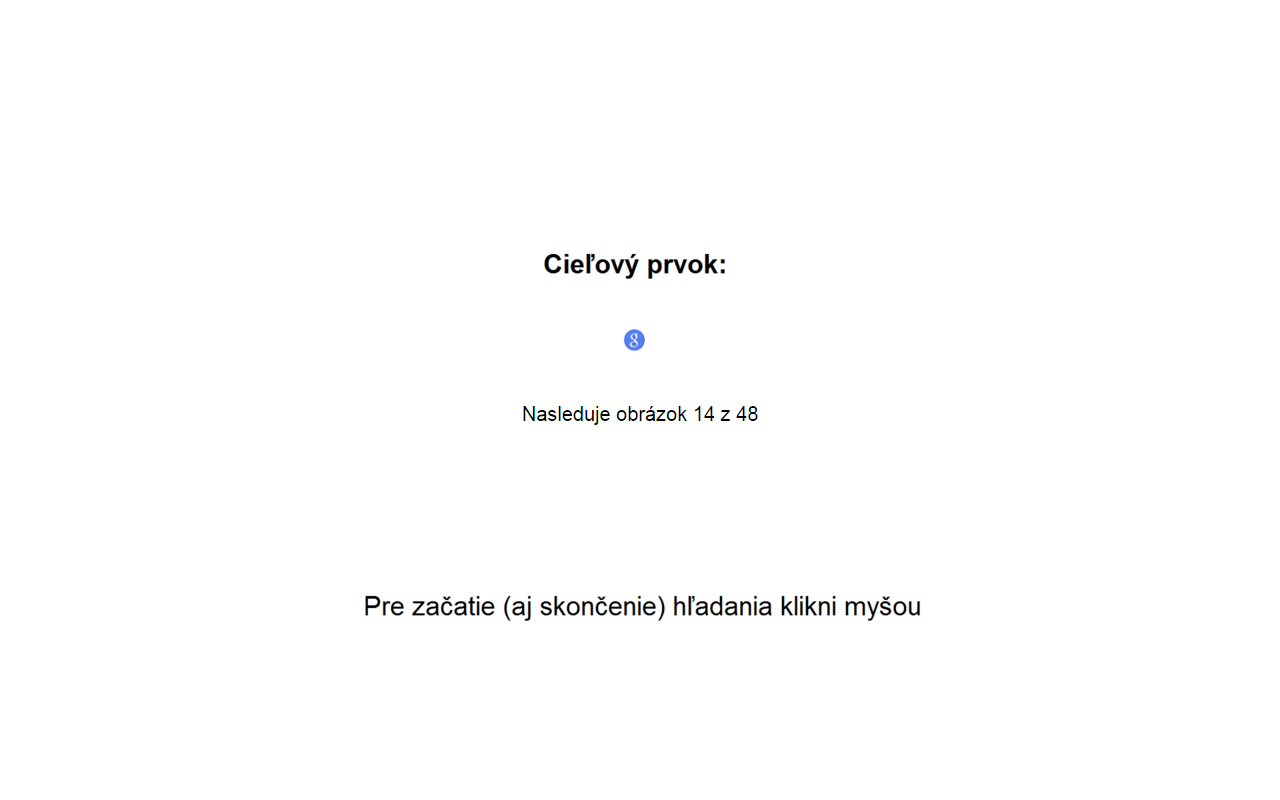 Cieľový prvok:
g
Nasleduje obrázok 14 z 48
Pre začatie (aj skončenie) hľadania klikni myšou